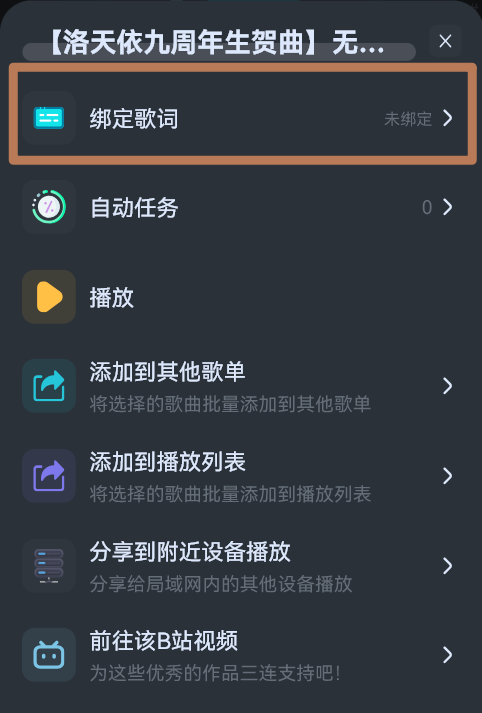 【洛天依九周年生贺曲】无...
绑定歌词
未绑定
自动任务
0
播放
添加到其他歌单
将选择的歌曲批量添加到其他歌单
添加到播放列表
将选择的歌曲批量添加到播放列表
分享到附近设备播放
分享给局域网内的其他设备播放
前往该B站视频
为这些优秀的作品三连支持吧！